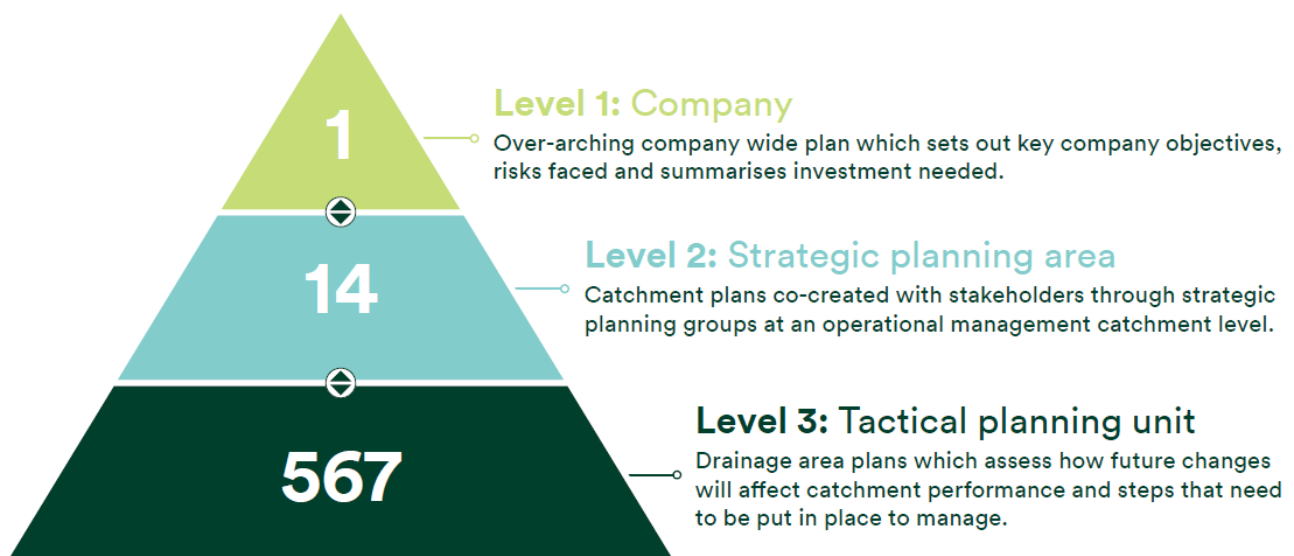 1
Level 1: Company
Over-arching company wide plan which sets out key company objectives,
risks faced and summarises investment needed.
14
Level 2: Strategic planning area
Catchment plans co-created with stakeholders through strategic
planning groups at an operational management catchment level.
567
Level 3: Tactical planning unit
Drainage area plans which assess how future changes
will affect catchment performance and steps that need
to be put in place to manage.